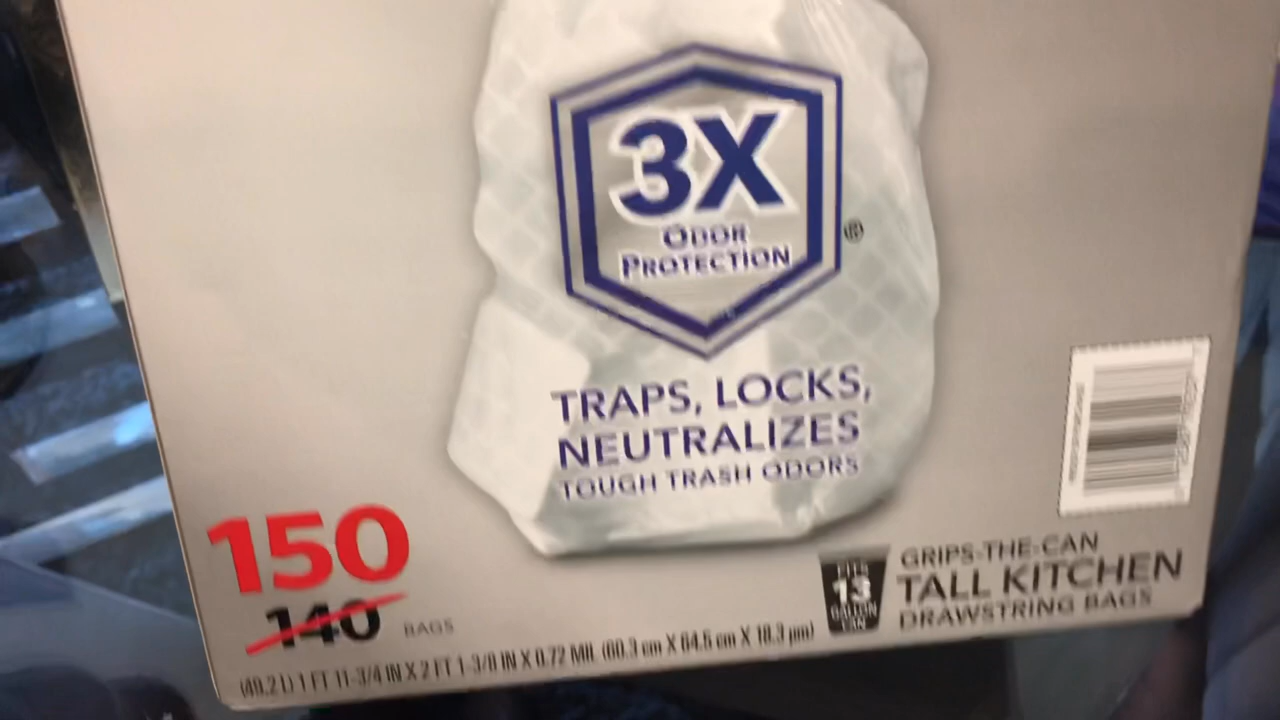 3X
ODOR
PROTECTION
®
TRAPS, LOCKS,
NEUTRALIZES
TOUGH TRASH ODORS
150
140 BAGS
FITS
13
GALLON
CAN
GRIPS-THE-CAN
TALL KITCHEN
DRAWSTRING BAGS
(49.2 L) 1 FT 11-3/4 IN X 2 FT 1-3/8 IN X 0.72 MIL (60.3 cm X 64.5 cm X 18.3 µm)